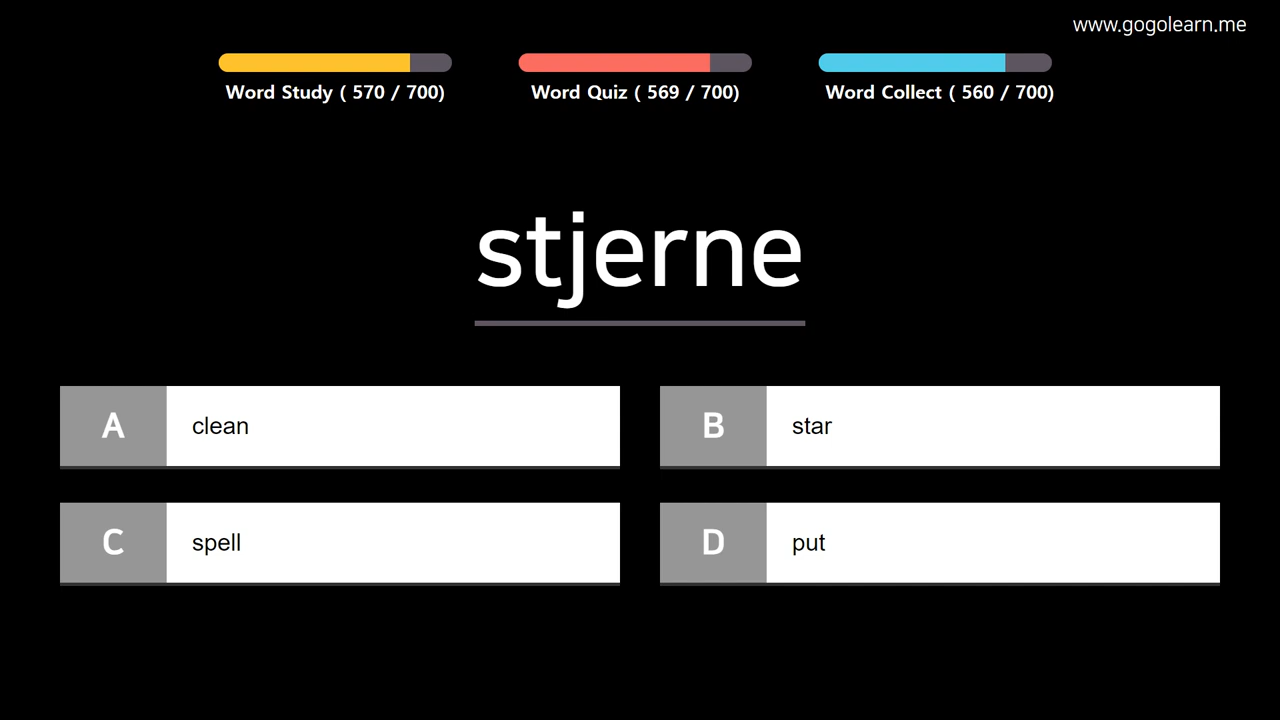 www.gogolearn.me
Word Study ( 570 / 700)
Word Quiz ( 569 / 700)
Word Collect ( 560 / 700)
stjerne
A clean
B star
C spell
D put